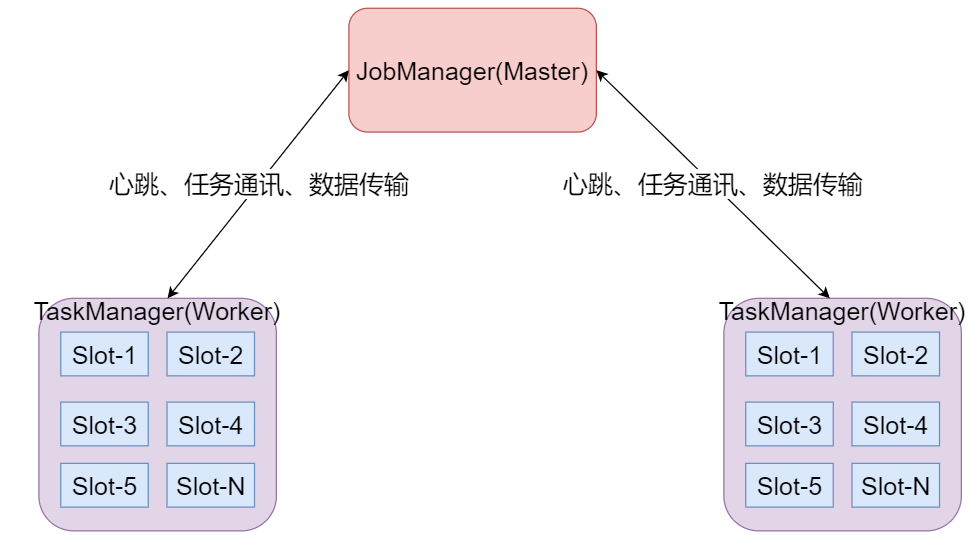 JobManager(Master)
心跳、任务通讯、数据传输
心跳、任务通讯、数据传输
TaskManager(Worker)
Slot-1
Slot-2
Slot-3
Slot-4
Slot-5
Slot-N
TaskManager(Worker)
Slot-1
Slot-2
Slot-3
Slot-4
Slot-5
Slot-N